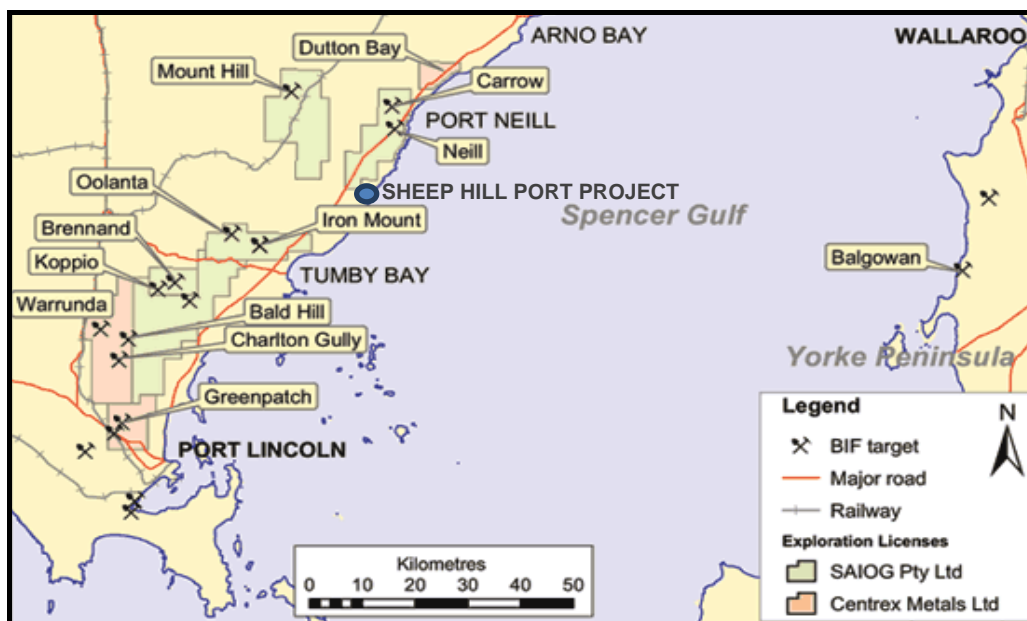 ARNO BAY
WALLAROO
Dutton Bay
Mount Hill
Carrow
PORT NEILL
Neill
Oolanta
SHEEP HILL PORT PROJECT
Spencer Gulf
Iron Mount
Brennand
Koppio
TUMBY BAY
Balgowan
Warrunda
Bald Hill
Charlton Gully
Yorke Peninsula
Greenpatch
PORT LINCOLN
Legend
N
BIF target
Major road
Railway
Exploration Licenses
SAIOG Pty Ltd
Centrex Metals Ltd
Kilometres
0 10 20 30 40 50